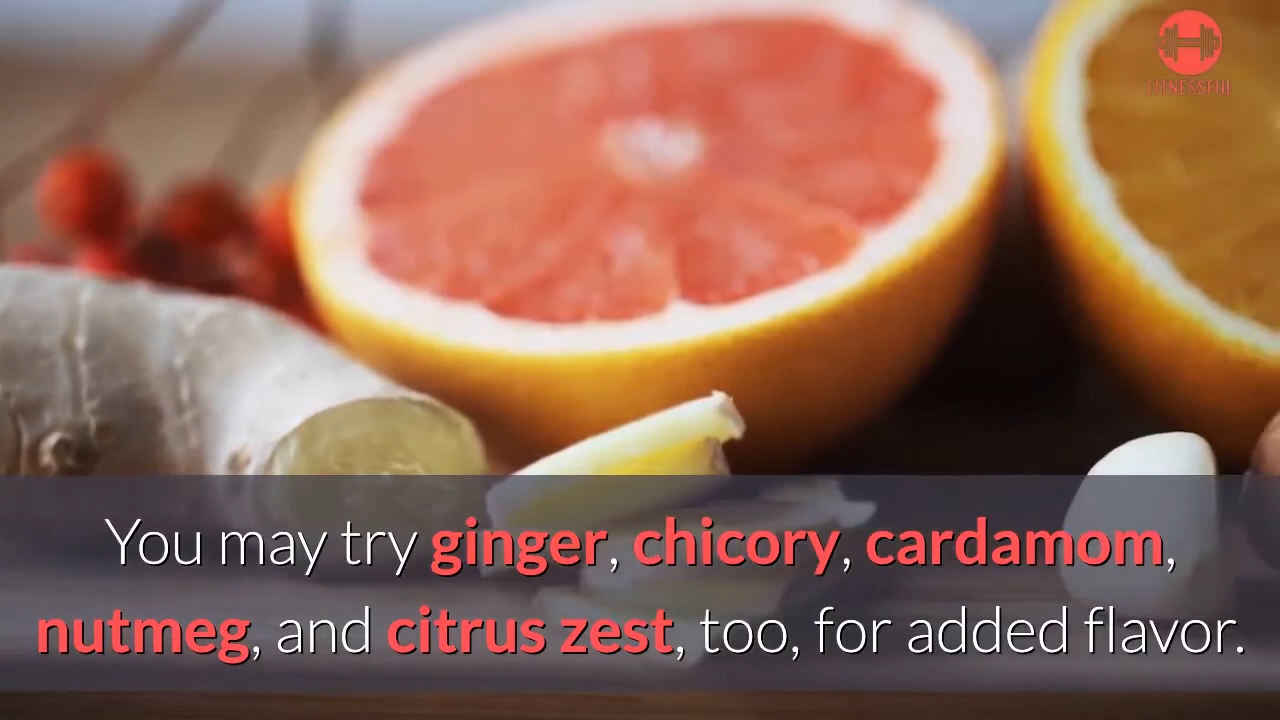 FITNESSFUL
You may try ginger, chicory, cardamom,
nutmeg, and citrus zest, too, for added flavor.